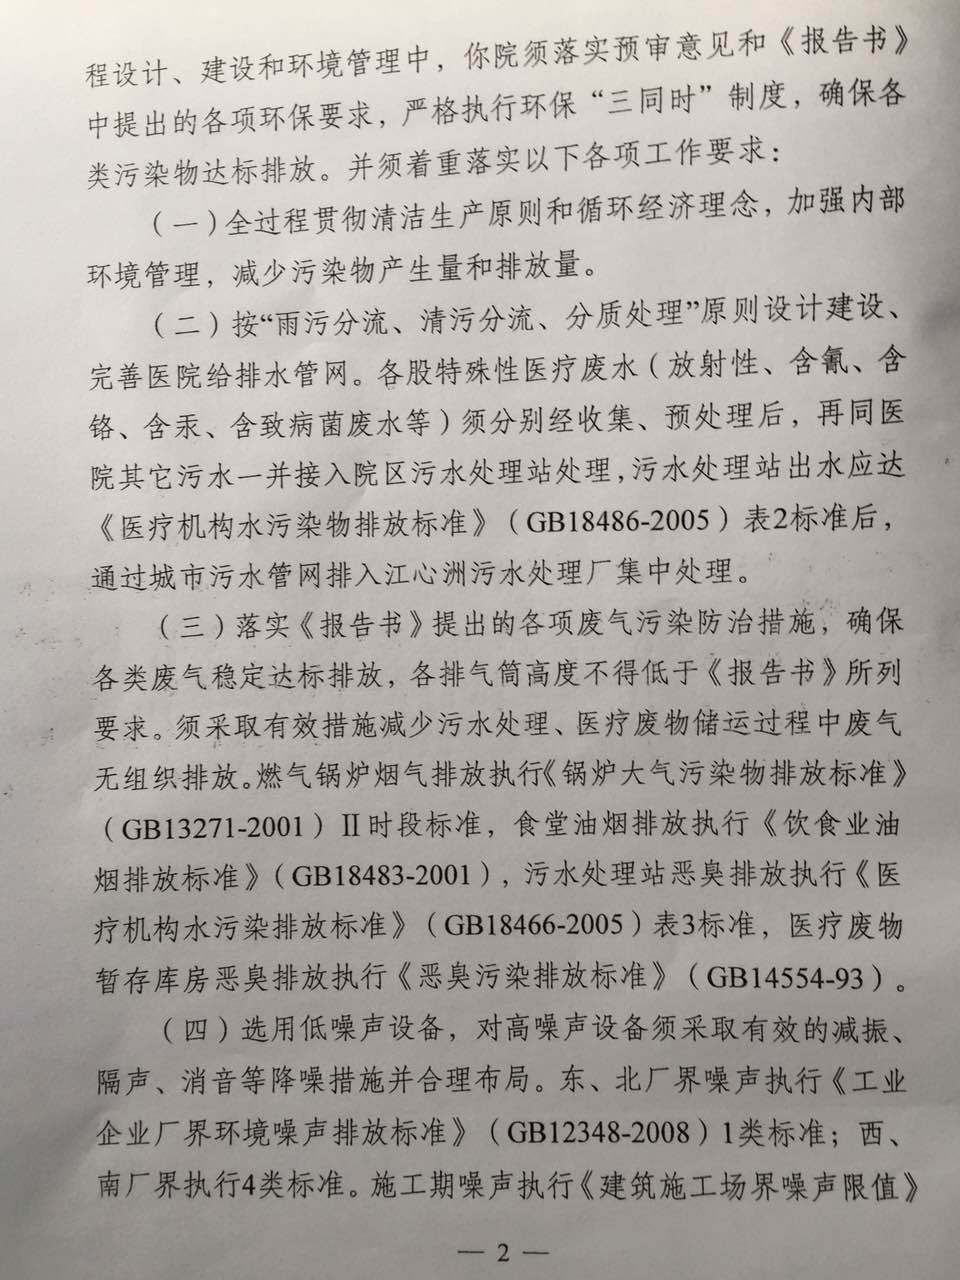 程设计、建设和环境管理中，你院须落实预审意见和《报告书》
中提出的各项环保要求，严格执行环保“三同时”制度，确保各
类污染物达标排放。并须着重落实以下各项工作要求：
（一）全过程贯彻清洁生产原则和循环经济理念，加强内部
环境管理，减少污染物产生量和排放量。
（二）按“雨污分流、清污分流、分质处理”原则设计建设、
完善医院给排水管网。各股特殊性医疗废水（放射性、含氰、含
铬、含汞、含致病菌废水等）须分别经收集、预处理后，再同医
院其它污水一并接入院区污水处理站处理，污水处理站出水应达
《医疗机构水污染物排放标准》（GB18486-2005）表2标准后，
通过城市污水管网排入江心洲污水处理厂集中处理。
（三）落实《报告书》提出的各项废气污染防治措施，确保
各类废气稳定达标排放，各排气筒高度不得低于《报告书》所列
要求。须采取有效措施减少污水处理、医疗废物储运过程中废气
无组织排放。燃气锅炉烟气排放执行《锅炉大气污染物排放标准》
（GB13271-2001）Ⅱ时段标准，食堂油烟排放执行《饮食业油
烟排放标准》（GB18483-2001），污水处理站恶臭排放执行《医
疗机构水污染排放标准》（GB18466-2005）表3标准，医疗废物
暂存库房恶臭排放执行《恶臭污染排放标准》（GB14554-93）。
（四）选用低噪声设备，对高噪声设备须采取有效的减振、
隔声、消音等降噪措施并合理布局。东、北厂界噪声执行《工业
企业厂界环境噪声排放标准》（GB12348-2008）1类标准；西、
南厂界执行4类标准。施工期噪声执行《建筑施工场界噪声限值》
— 2 —